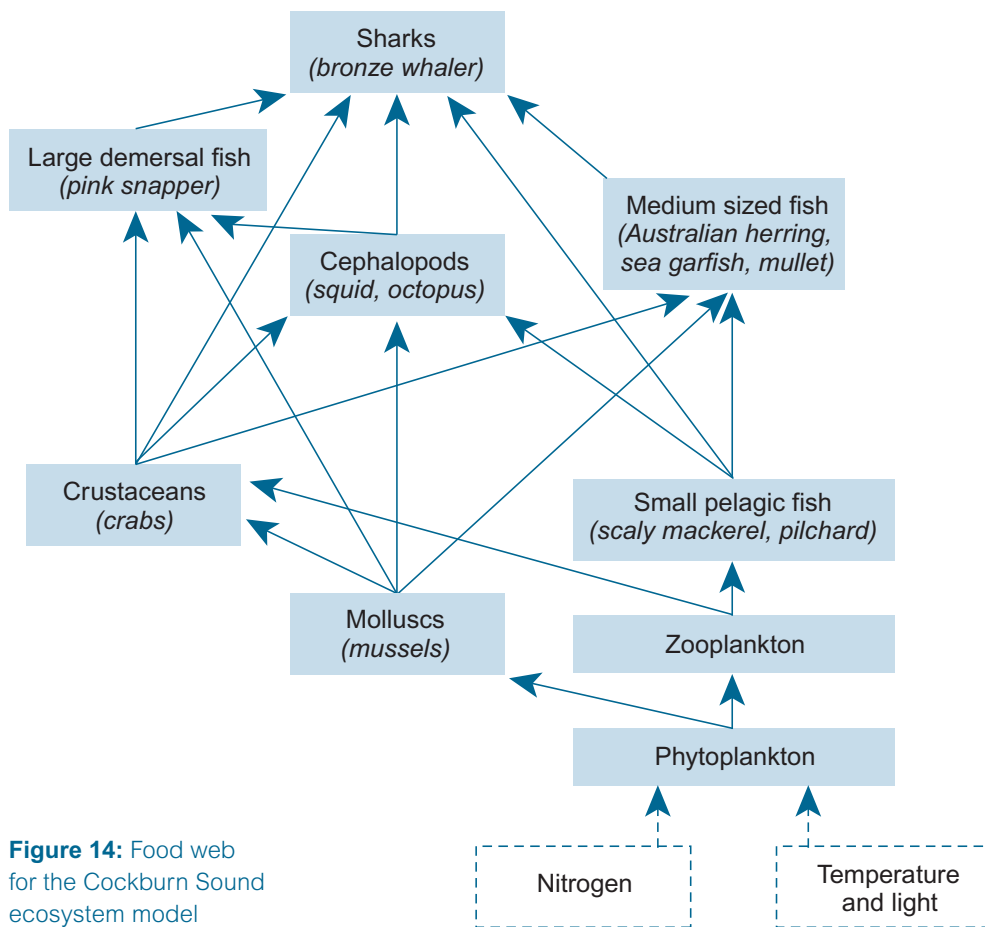 Sharks
(bronze whaler)
Large demersal fish
(pink snapper)
Medium sized fish
(Australian herring,
sea garfish, mullet)
Cephalopods
(squid, octopus)
Crustaceans
(crabs)
Small pelagic fish
(scaly mackerel, pilchard)
Molluscs
(mussels)
Zooplankton
Phytoplankton
Nitrogen
Temperature
and light
Figure 14: Food web
for the Cockburn Sound
ecosystem model